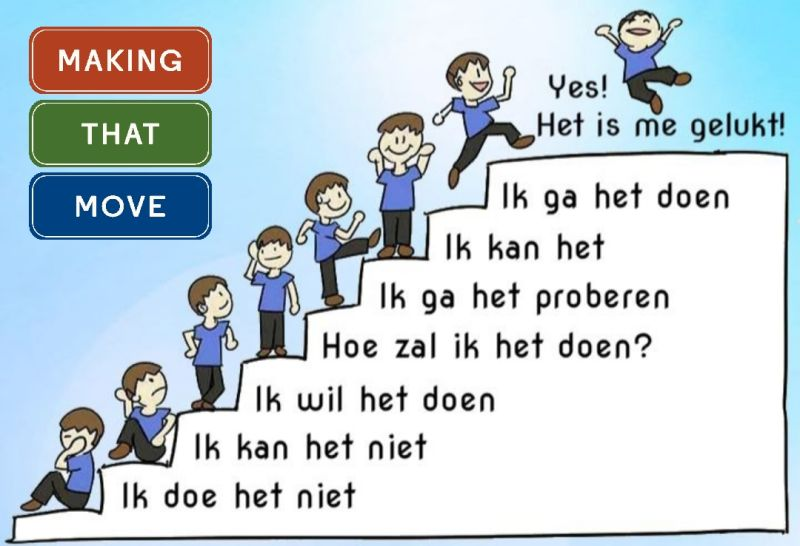 MAKING
THAT
MOVE
Yes!
Het is me gelukt!
Ik ga het doen
Ik kan het
Ik ga het proberen
Hoe zal ik het doen?
Ik wil het doen
Ik kan het niet
Ik doe het niet